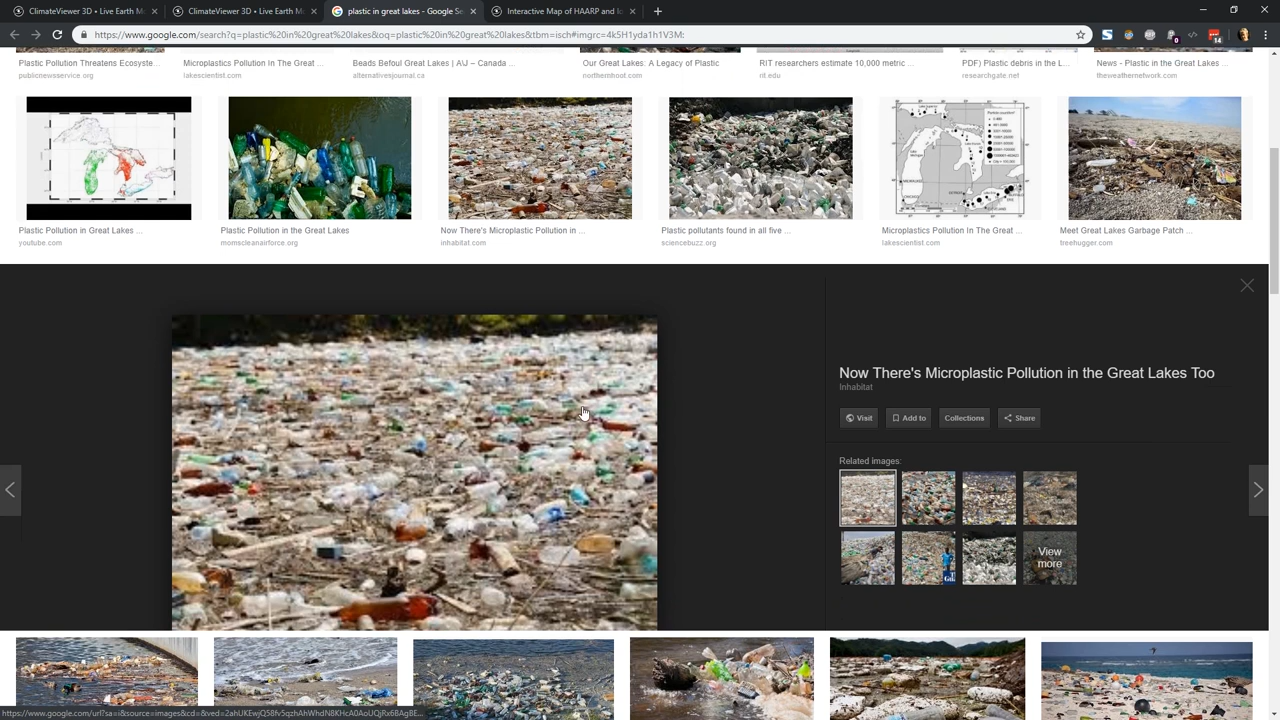 ClimateViewer 3D • Live Earth M
ClimateViewer 3D • Live Earth M
plastic in great lakes - Google Se
Interactive Map of HAARP and Io
https://www.google.com/search?q=plastic%20in%20great%20lakes&oq=plastic%20in%20great%20lakes&tbm=isch#imgrc=4k5H1yda1h1V3M:
Plastic Pollution Threatens Ecosyste...
Microplastics Pollution In The Great ...
Beads Befoul Great Lakes | A\J – Canada ...
Our Great Lakes: A Legacy of Plastic
RIT researchers estimate 10,000 metric ...
PDF) Plastic debris in the L...
News - Plastic in the Great Lakes ...
publicnewsservice.org
lakescientist.com
alternativesjournal.ca
northernhoot.com
rit.edu
researchgate.net
theweathernetwork.com
Plastic Pollution in Great Lakes ...
Plastic Pollution in the Great Lakes
Now There's Microplastic Pollution in ...
Plastic pollutants found in all five ...
Microplastics Pollution In The Great ...
Meet Great Lakes Garbage Patch ...
youtube.com
momscleanairforce.org
inhabitat.com
sciencebuzz.org
lakescientist.com
treehugger.com
Now There's Microplastic Pollution in the Great Lakes Too
Inhabitat
Visit
Add to
Collections
Share
Related images:
View
more